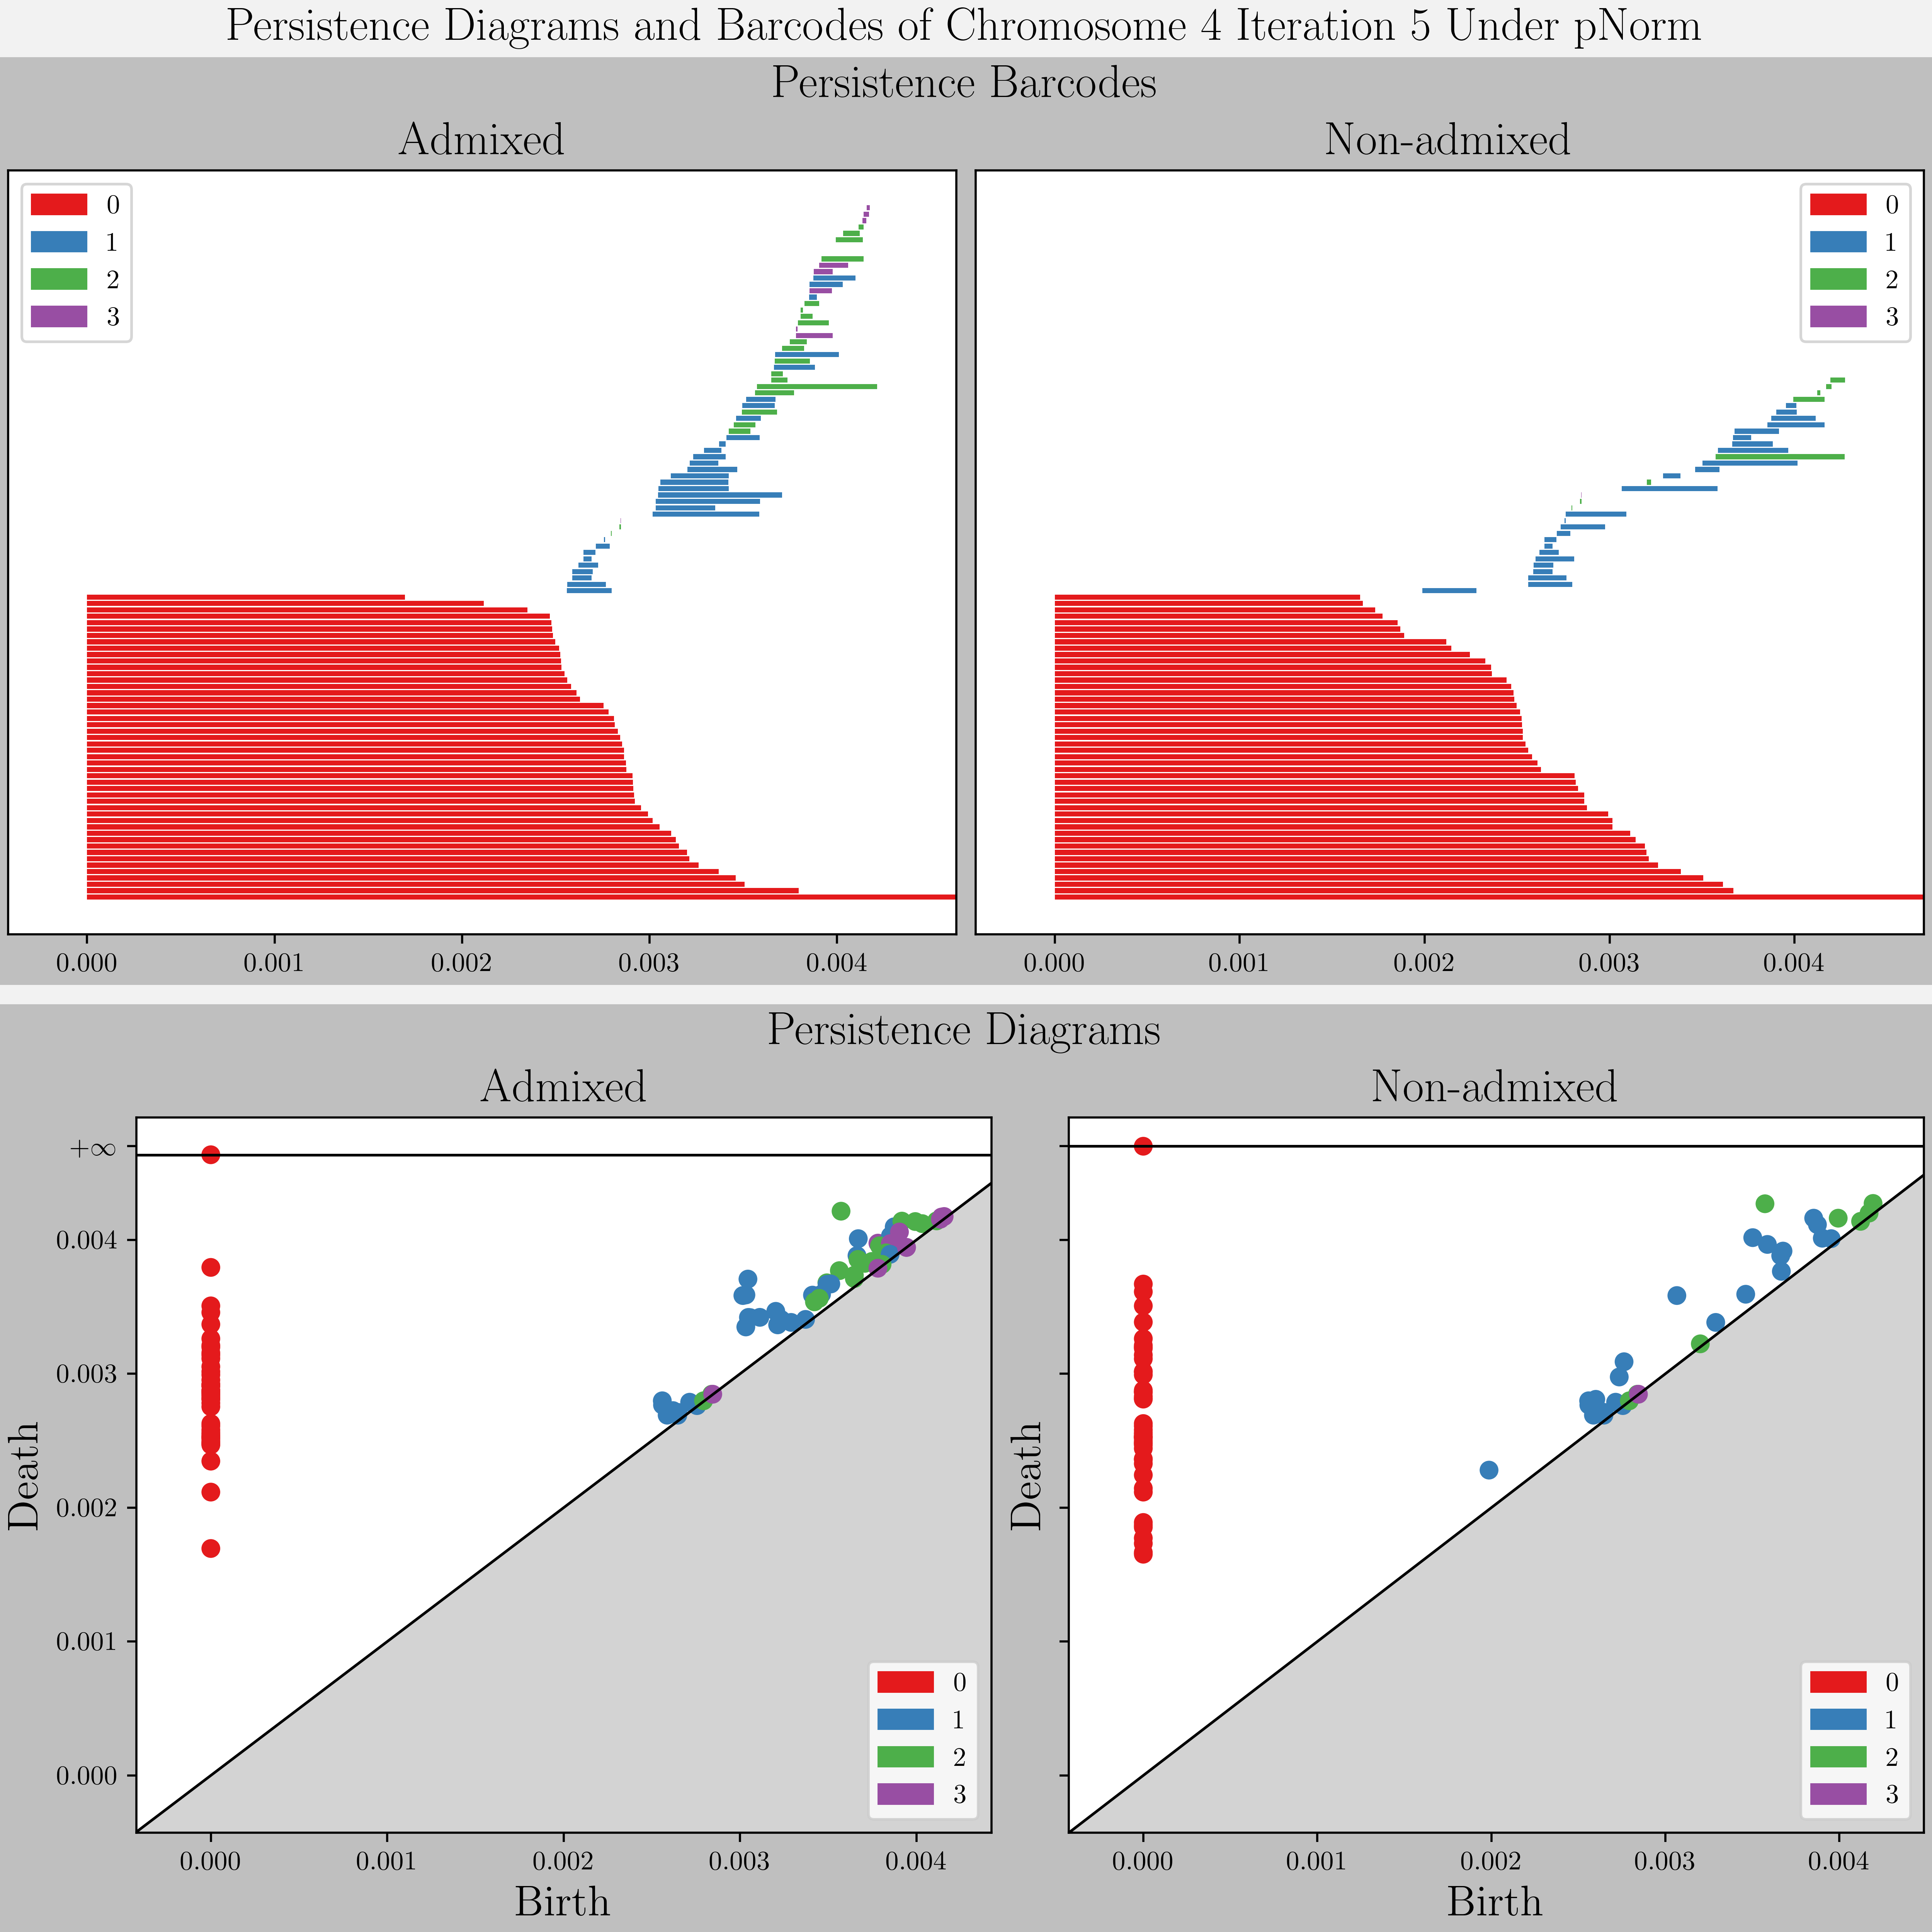 Persistence Diagrams and Barcodes of Chromosome 4 Iteration 5 Under pNorm
Persistence Barcodes
Admixed
0
1
2
3
0.000 0.001 0.002 0.003 0.004
Non-admixed
0
1
2
3
0.000 0.001 0.002 0.003 0.004
Persistence Diagrams
Admixed
Death
+∞
0.004
0.003
0.002
0.001
0.000
0
1
2
3
0.000 0.001 0.002 0.003 0.004
Birth
Non-admixed
Death
0
1
2
3
0.000 0.001 0.002 0.003 0.004
Birth